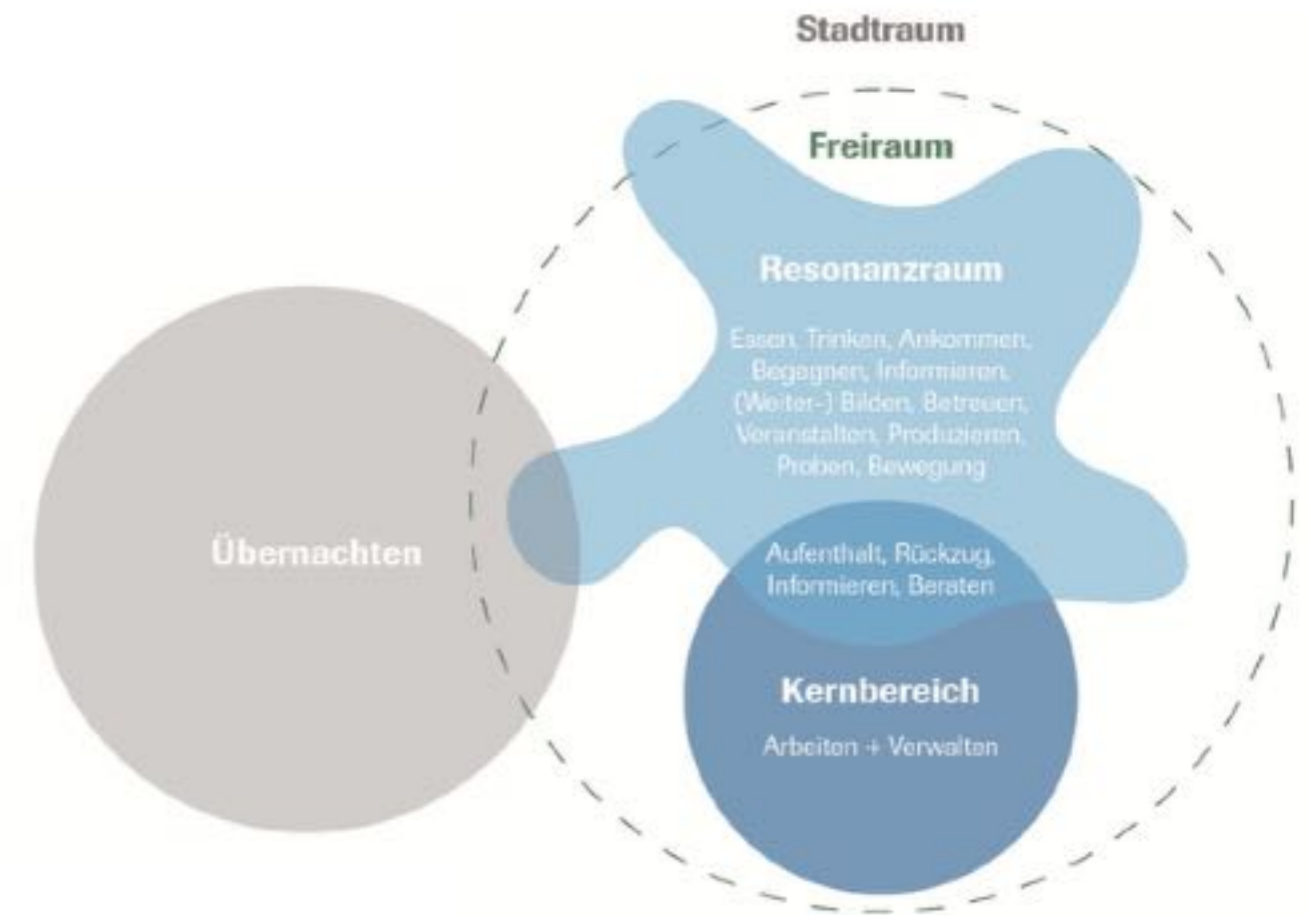 Stadtraum
Freiraum
Resonanzraum
Essen, Trinken, Ankommen,
Begegnen, Informieren,
(Weiter-) Bilden, Betreuen,
Veranstalten, Produzieren,
Proben, Bewegung
Übernachten
Aufenthalt, Rückzug,
Informieren, Beraten
Kernbereich
Arbeiten + Verwalten